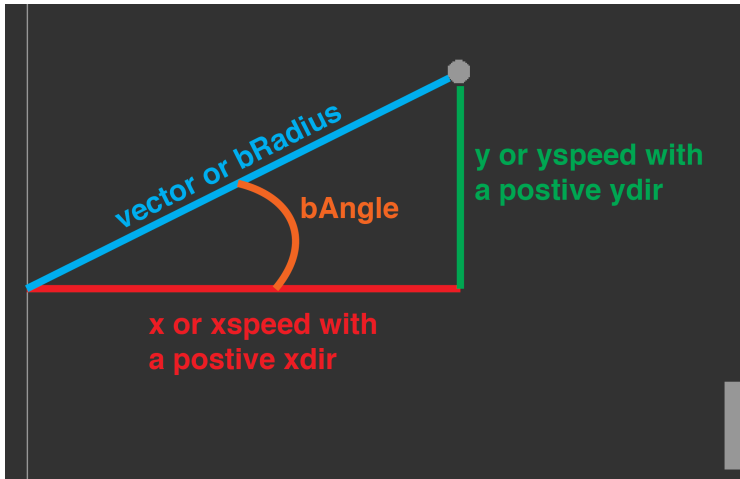 vector or bRadius
bAngle
y or yspeed with
a postive ydir
x or xspeed with
a postive xdir